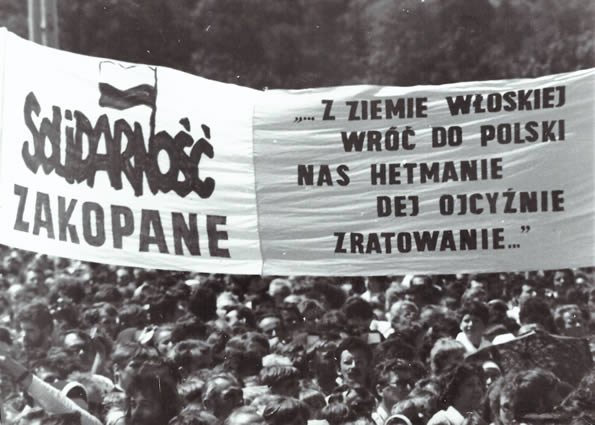 SOLiDARNOŚĆ
ZAKOPANE
„... Z ZIEMIE WŁOSKIEJ
WRÓĆ DO POLSKI
NAS HETMANIE
DEJ OJCYŹNIE
ZRATOWANIE..."